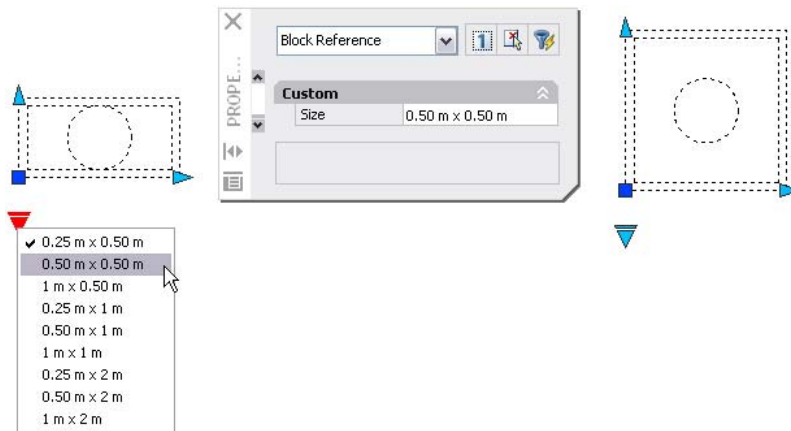 Block Reference
PROPE...
Custom
Size 0.50 m x 0.50 m
0.25 m x 0.50 m
0.50 m x 0.50 m
1 m x 0.50 m
0.25 m x 1 m
0.50 m x 1 m
1 m x 1 m
0.25 m x 2 m
0.50 m x 2 m
1 m x 2 m